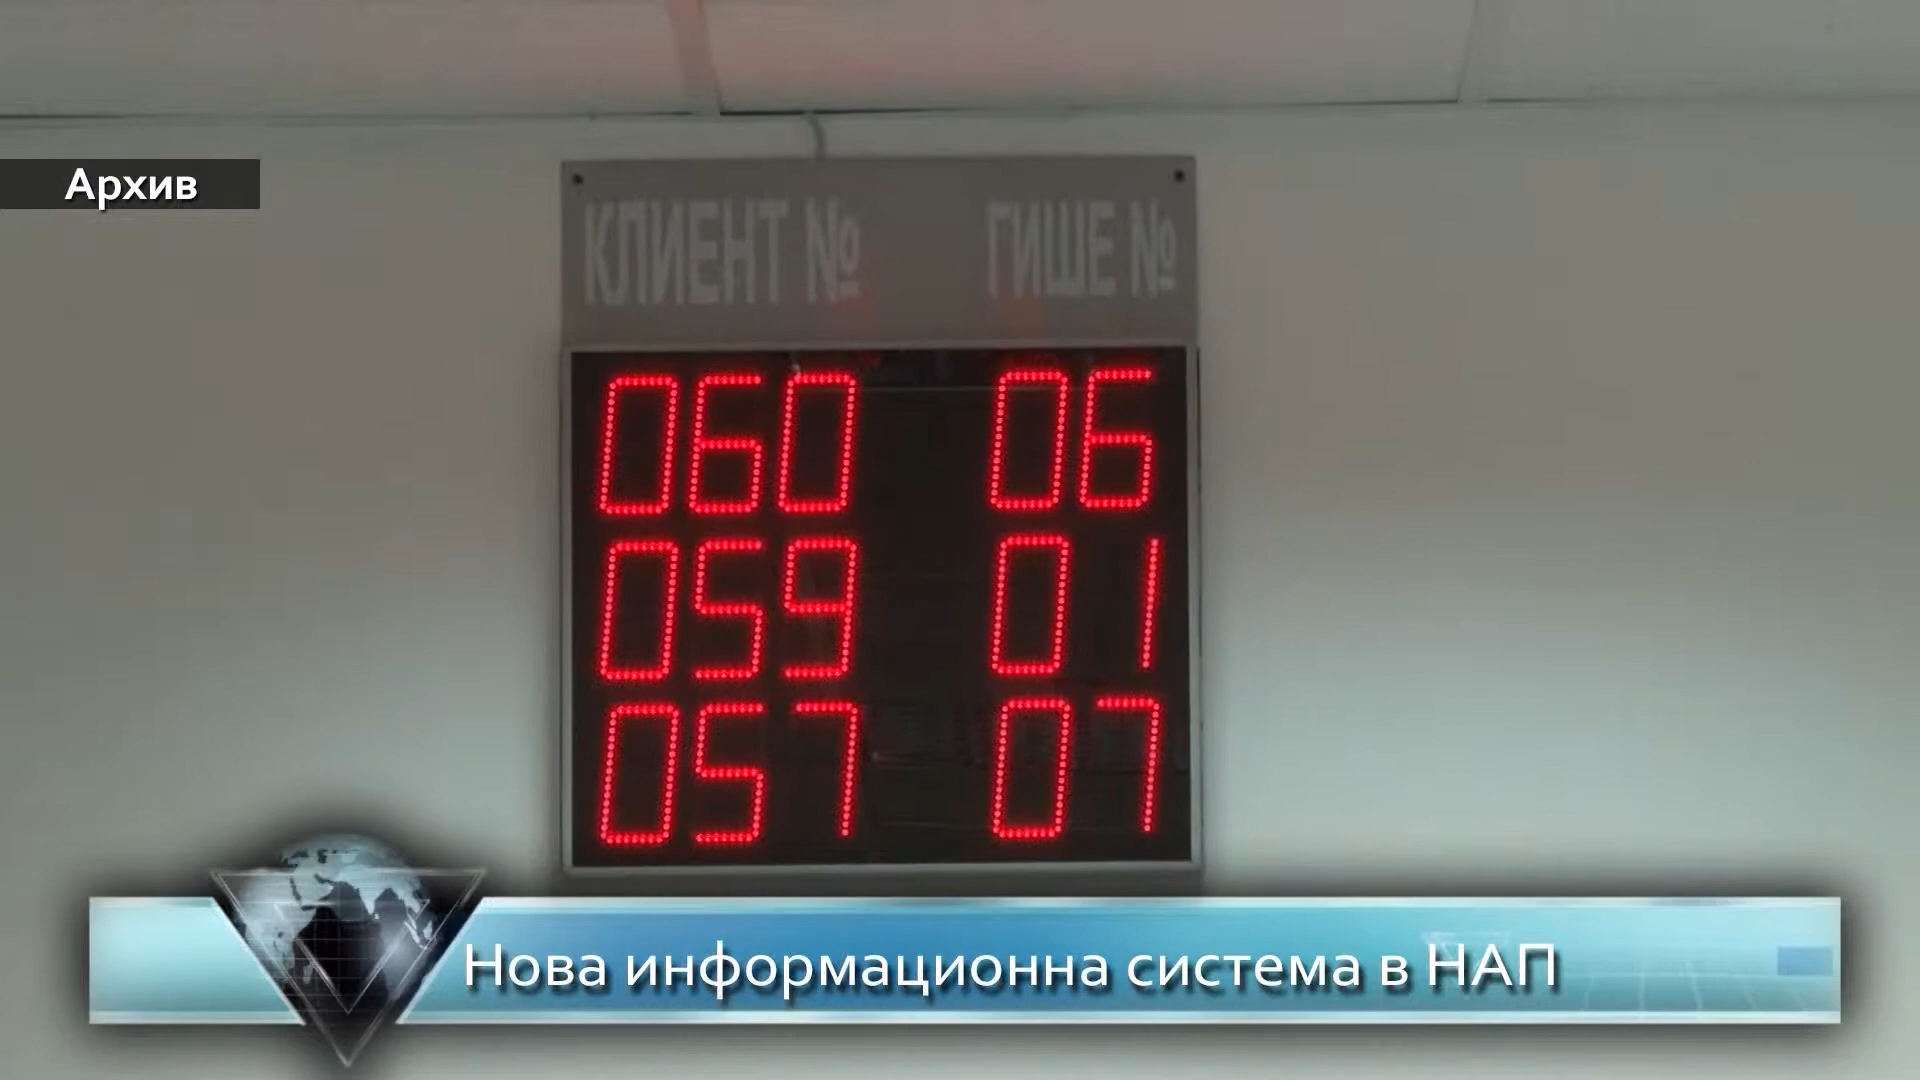 Архив
КЛИЕНТ № ГИШЕ №
060 06
059 01
057 07
Нова информационна система в НАП